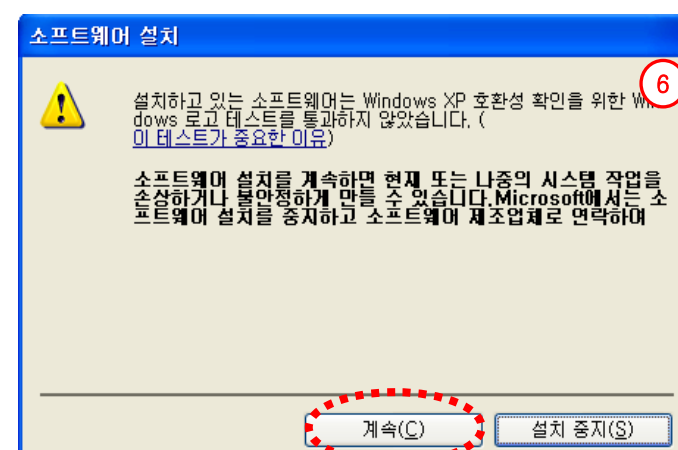 소프트웨어 설치
6
설치하고 있는 소프트웨어는 Windows XP 호환성 확인을 위한 Win
dows 로고 테스트를 통과하지 않았습니다. (
이 테스트가 중요한 이유)
소프트웨어 설치를 계속하면 현재 또는 나중의 시스템 작업을
손상하거나 불안정하게 만들 수 있습니다.Microsoft에서는 소
프트웨어 설치를 중지하고 소프트웨어 제조업체로 연락하여
계속(C)
설치 중지(S)